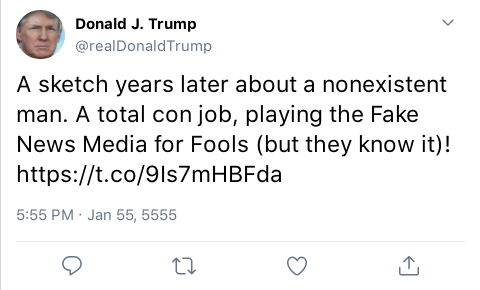 Donald J. Trump
@realDonaldTrump
A sketch years later about a nonexistent
man. A total con job, playing the Fake
News Media for Fools (but they know it)!
https://t.co/9Is7mHBFda
5:55 PM · Jan 55, 5555